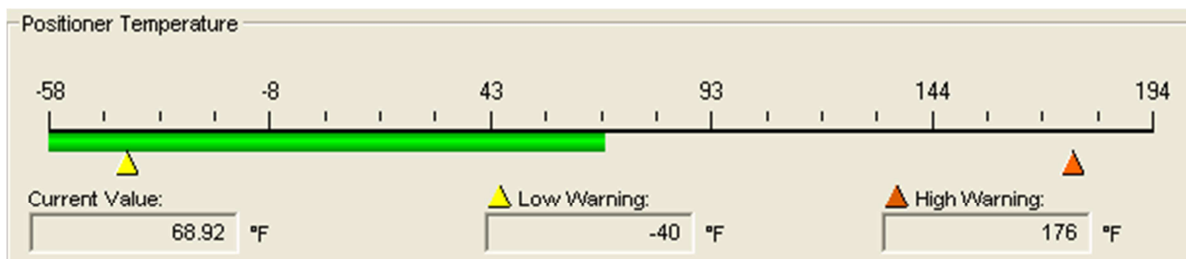 Positioner Temperature
-58 -8 43 93 144 194
Current Value: Low Warning: High Warning:
68.92 °F -40 °F 176 °F